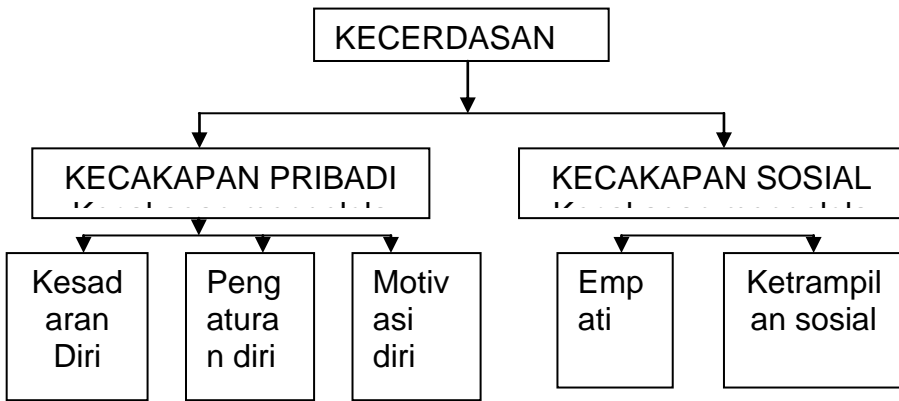 KECERDASAN
KECAKAPAN PRIBADI
KECAKAPAN SOSIAL
Kesad
aran
Diri
Peng
atura
n diri
Motiv
asi
diri
Emp
ati
Ketrampil
an sosial